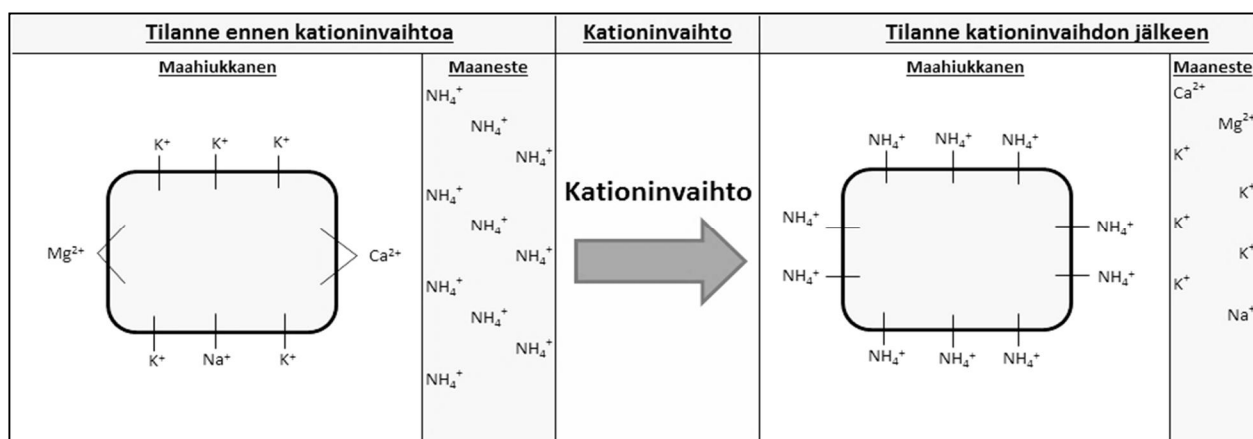 Tilanne ennen kationinvaihtoa
Kationinvaihto
Tilanne kationinvaihdon jälkeen
Maahiukkanen
Maaneste
Maahiukkanen
Maaneste
K⁺ K⁺ K⁺
Mg²⁺
Ca²⁺
K⁺ Na⁺ K⁺
NH₄⁺
NH₄⁺
NH₄⁺
NH₄⁺
NH₄⁺
NH₄⁺
NH₄⁺
NH₄⁺
NH₄⁺
NH₄⁺
Kationinvaihto
NH₄⁺ NH₄⁺ NH₄⁺
NH₄⁺ NH₄⁺
NH₄⁺ NH₄⁺
NH₄⁺ NH₄⁺ NH₄⁺
Ca²⁺
Mg²⁺
K⁺
K⁺
K⁺
K⁺
K⁺
Na⁺